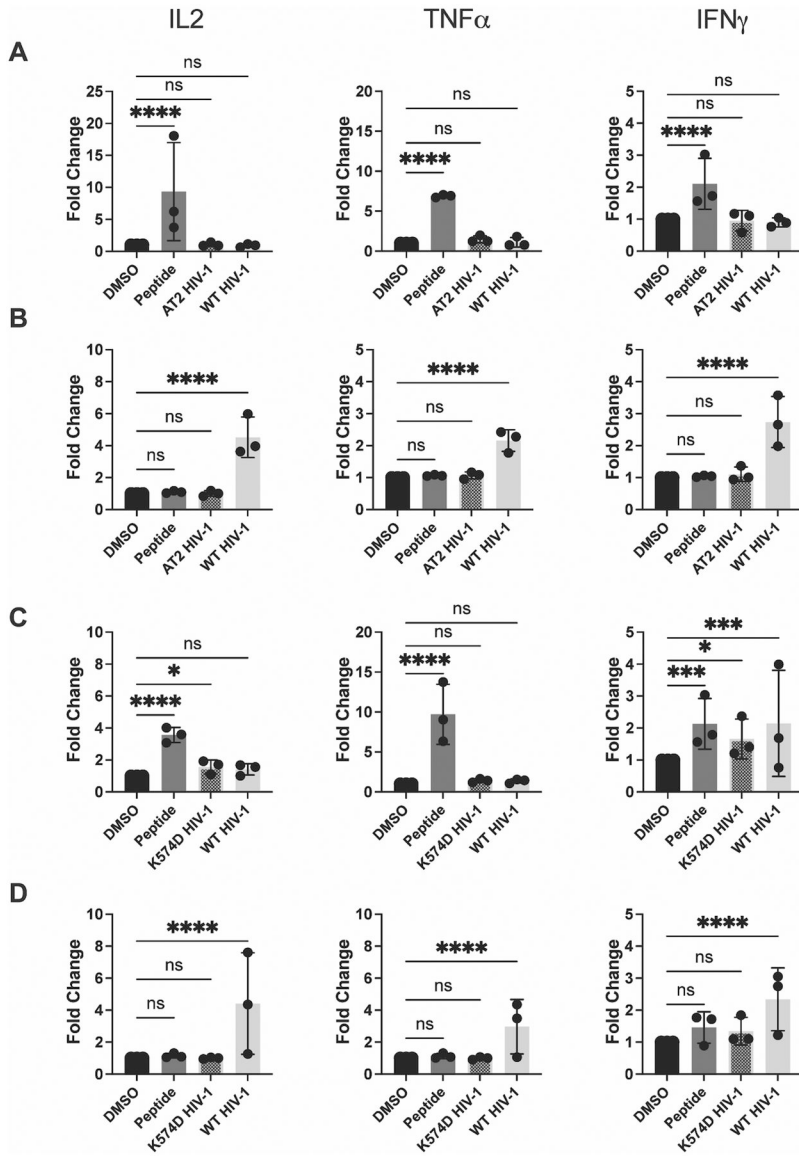 IL2 TNFα IFNγ
A
Fold Change
25
20
15
10
5
0
ns
ns
****
DMSO
Peptide
AT2 HIV-1
WT HIV-1
Fold Change
20
15
10
5
0
ns
ns
****
DMSO
Peptide
AT2 HIV-1
WT HIV-1
Fold Change
5
4
3
2
1
0
ns
ns
****
DMSO
Peptide
AT2 HIV-1
WT HIV-1
B
Fold Change
10
8
6
4
2
0
****
ns
ns
DMSO
Peptide
AT2 HIV-1
WT HIV-1
Fold Change
5
4
3
2
1
0
****
ns
ns
DMSO
Peptide
AT2 HIV-1
WT HIV-1
Fold Change
5
4
3
2
1
0
****
ns
ns
DMSO
Peptide
AT2 HIV-1
WT HIV-1
C
Fold Change
10
8
6
4
2
0
ns
*
****
DMSO
Peptide
K574D HIV-1
WT HIV-1
Fold Change
20
15
10
5
0
ns
ns
****
DMSO
Peptide
K574D HIV-1
WT HIV-1
Fold Change
5
4
3
2
1
0
***
*
***
DMSO
Peptide
K574D HIV-1
WT HIV-1
D
Fold Change
10
8
6
4
2
0
****
ns
ns
DMSO
Peptide
K574D HIV-1
WT HIV-1
Fold Change
10
8
6
4
2
0
****
ns
ns
DMSO
Peptide
K574D HIV-1
WT HIV-1
Fold Change
5
4
3
2
1
0
****
ns
ns
DMSO
Peptide
K574D HIV-1
WT HIV-1